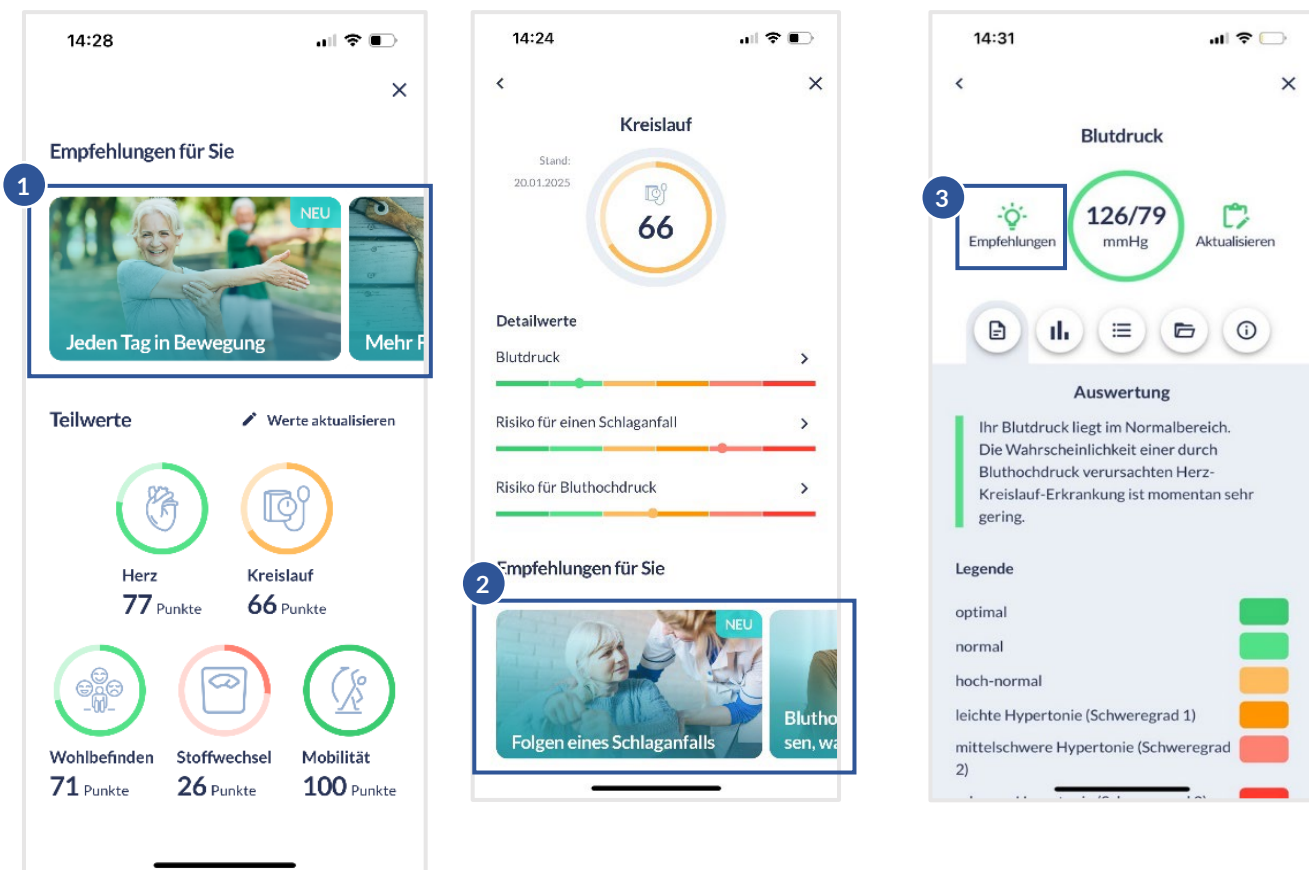 14:28
Empfehlungen für Sie
1
NEU
Jeden Tag in Bewegung
Mehr
Teilwerte
Werte aktualisieren
Herz
77 Punkte
Kreislauf
66 Punkte
Wohlbefinden
71 Punkte
Stoffwechsel
26 Punkte
Mobilität
100 Punkte
14:24
Kreislauf
Stand:
20.01.2025
66
Detailwerte
Blutdruck
Risiko für einen Schlaganfall
Risiko für Bluthochdruck
Empfehlungen für Sie
2
NEU
Folgen eines Schlaganfalls
Blutho
sen, wa
14:31
Blutdruck
3
Empfehlungen
126/79
mmHg
Aktualisieren
Auswertung
Ihr Blutdruck liegt im Normalbereich.
Die Wahrscheinlichkeit einer durch
Bluthochdruck verursachten Herz-
Kreislauf-Erkrankung ist momentan sehr
gering.
Legende
optimal
normal
hoch-normal
leichte Hypertonie (Schweregrad 1)
mittelschwere Hypertonie (Schweregrad
2)